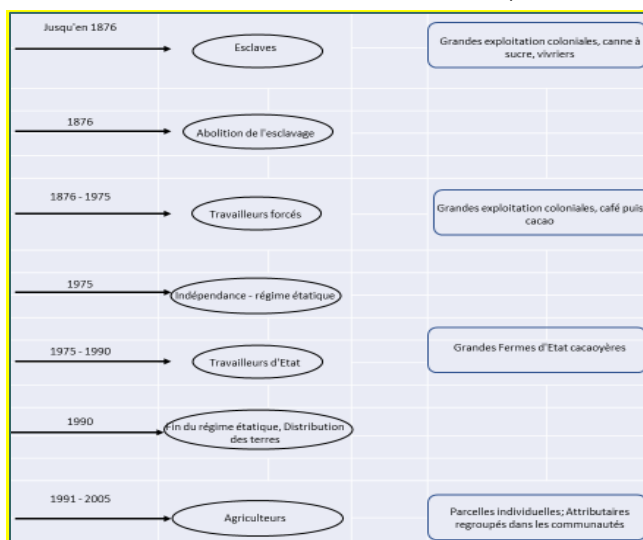 Jusqu'en 1876
Esclaves
Grandes exploitation coloniales, canne à
sucre, vivriers
1876
Abolition de l'esclavage
1876 - 1975
Travailleurs forcés
Grandes exploitation coloniales, café puis
cacao
1975
Indépendance - régime étatique
1975 - 1990
Travailleurs d'Etat
Grandes Fermes d'Etat cacaoyères
1990
Fin du régime étatique, Distribution
des terres
1991 - 2005
Agriculteurs
Parcelles individuelles; Attributaires
regroupés dans les communautés